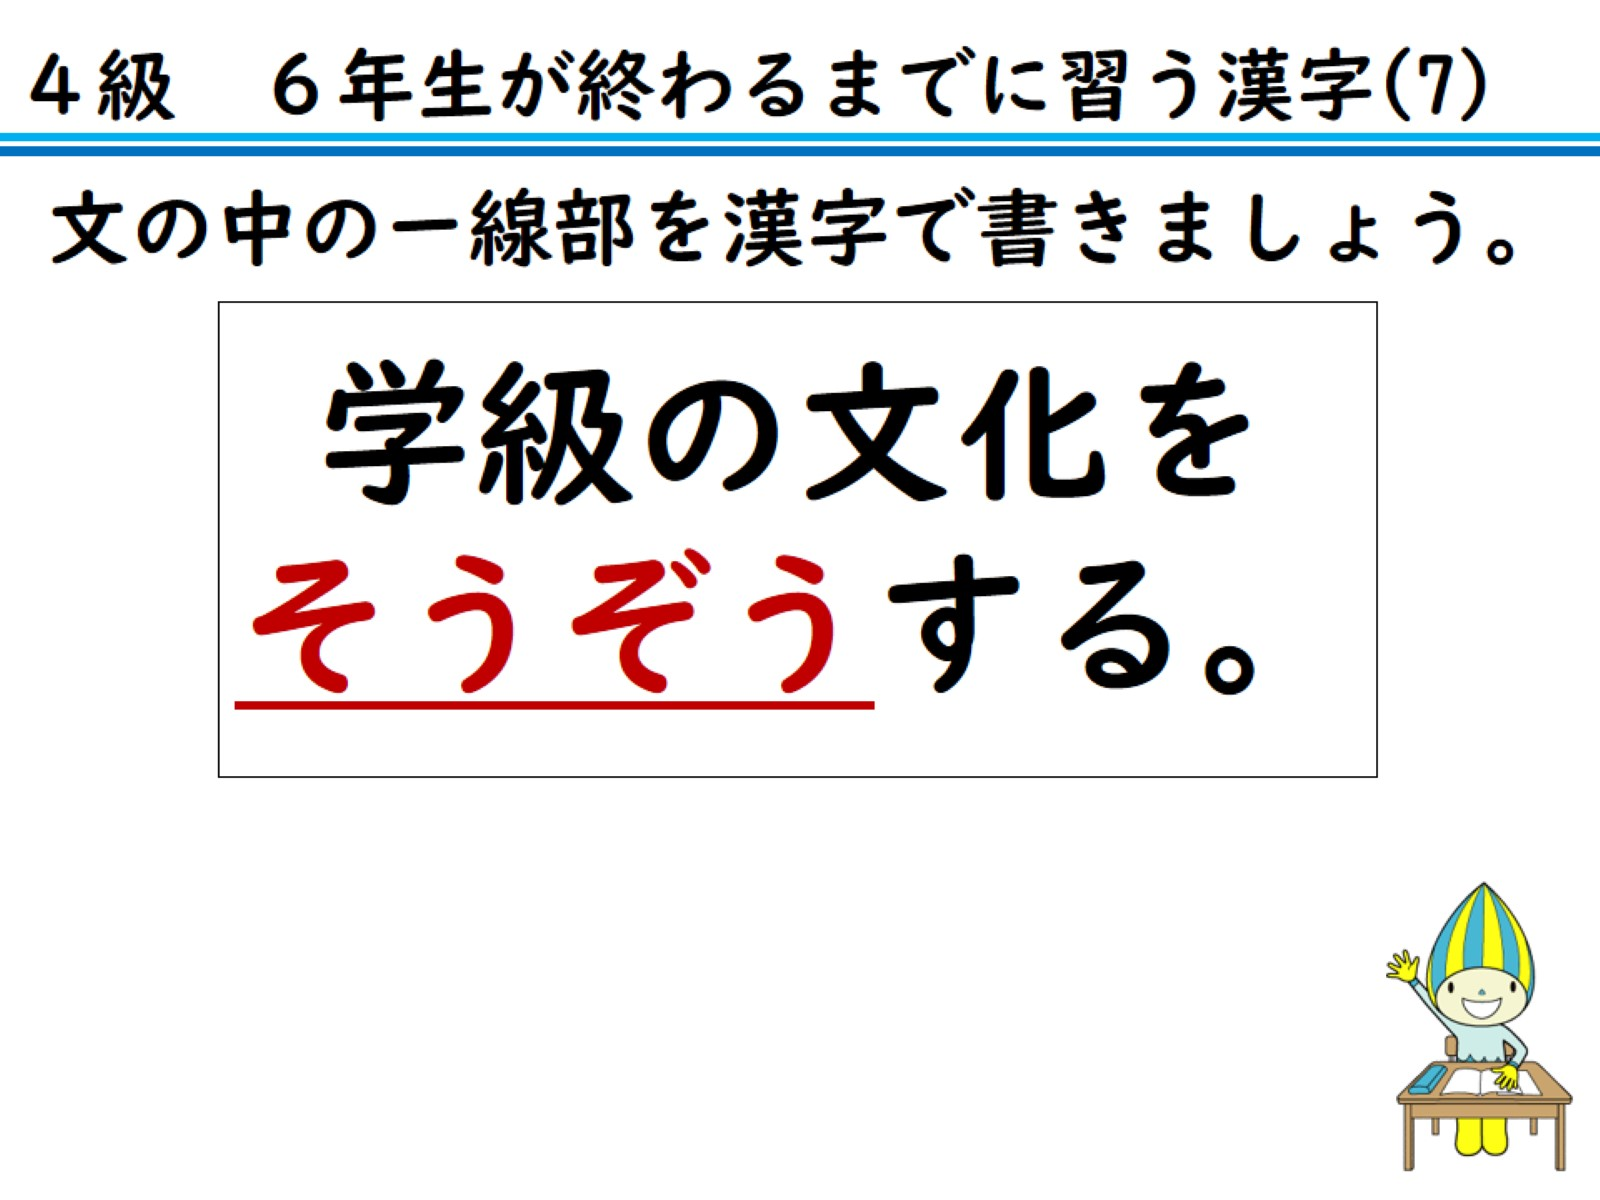 ４級　６年生が終わるまでに習う漢字(7)
文の中の―線部を漢字で書きましょう。
学級の文化を
そうぞうする。